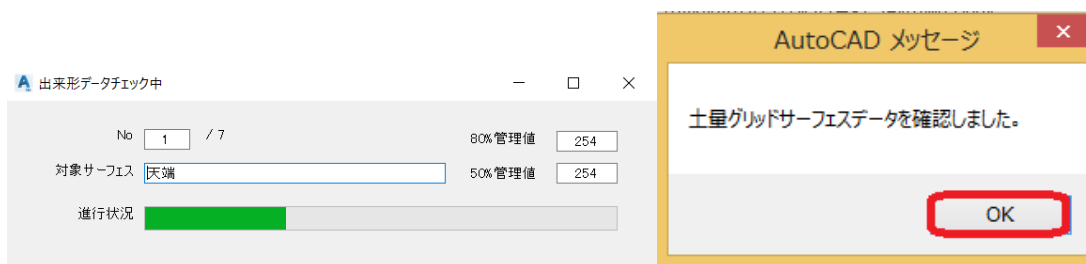 出来形データチェック中
No 1 / 7
80%管理値 254
対象サーフェス 天端
50%管理値 254
進行状況
AutoCAD メッセージ
土量グリッドサーフェスデータを確認しました。
OK